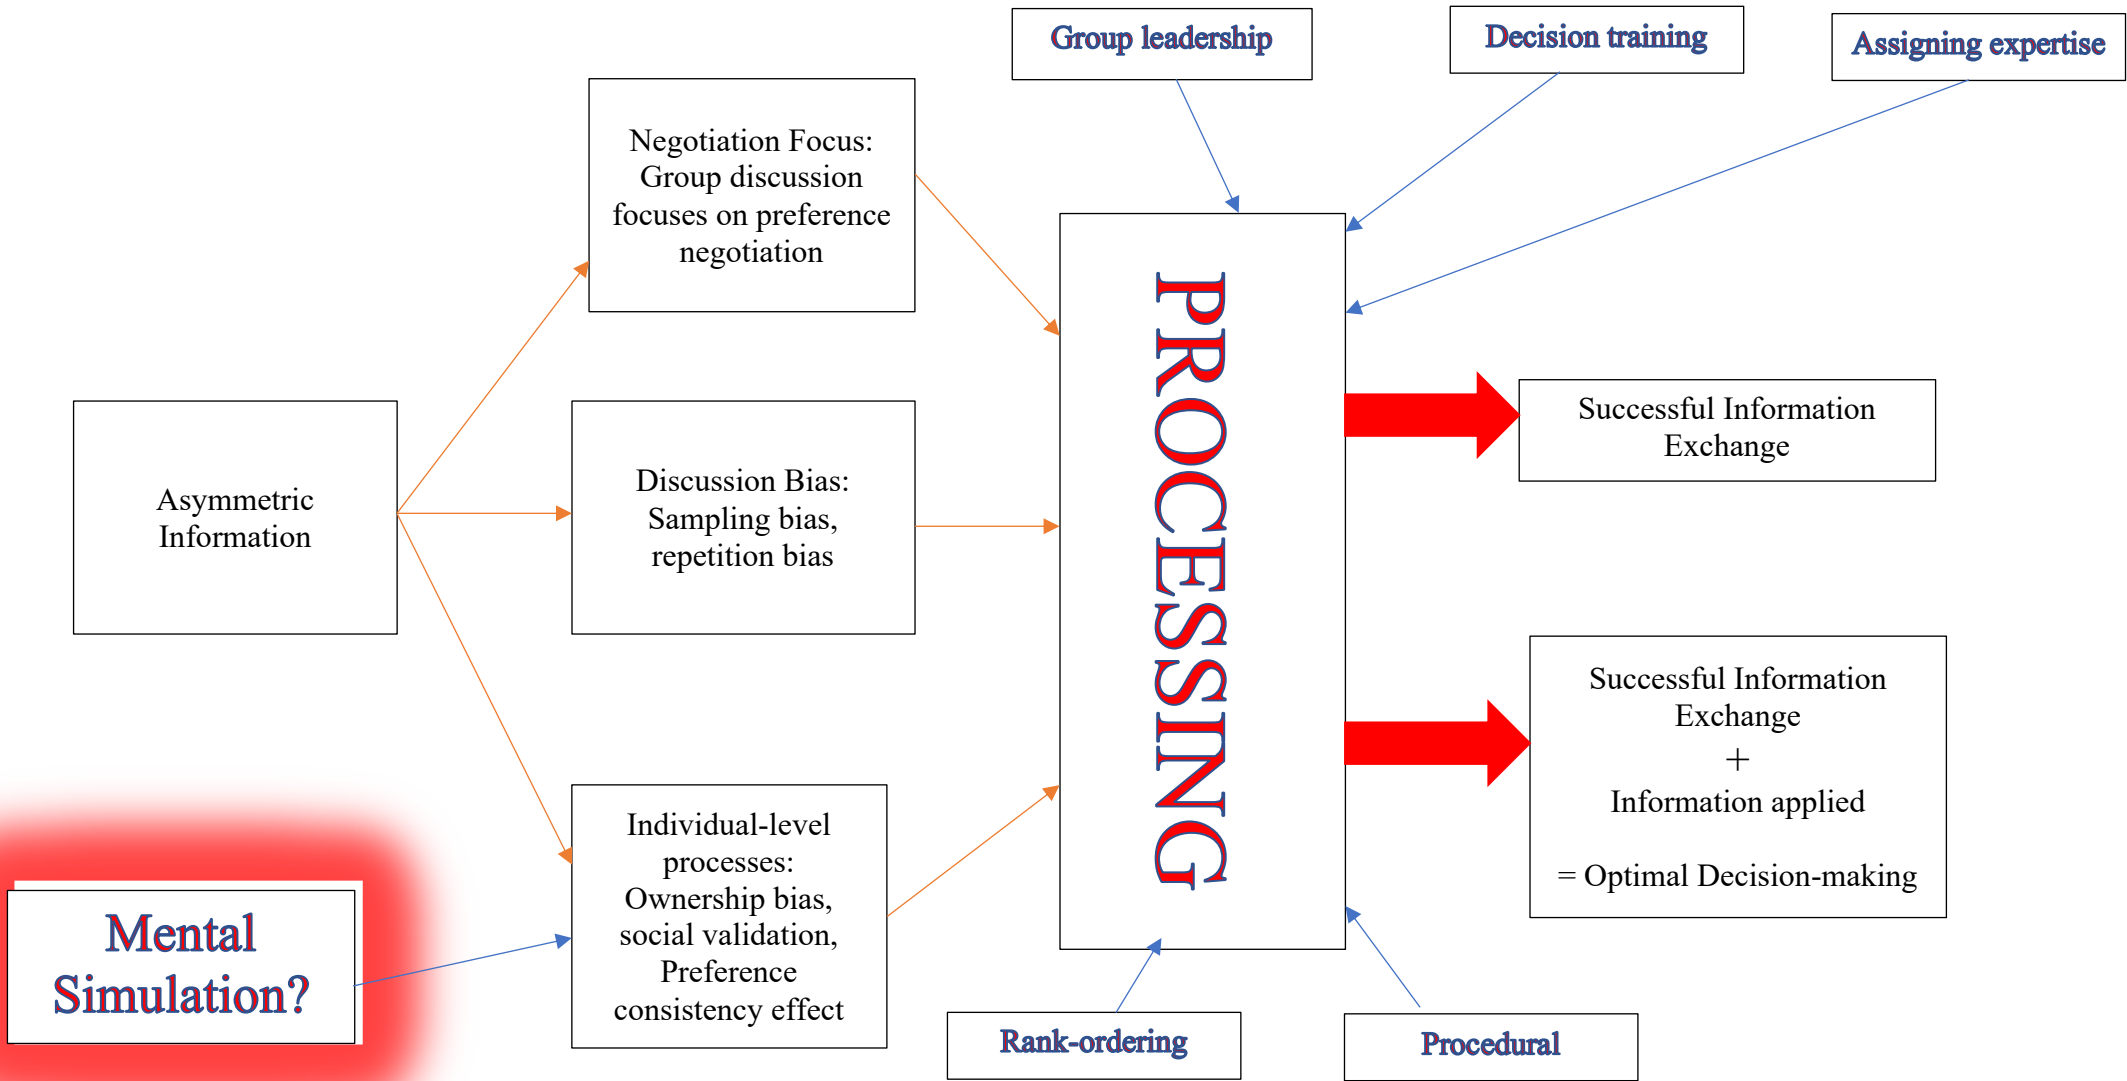 Group leadership
Decision training
Assigning expertise
Negotiation Focus:
Group discussion
focuses on preference
negotiation
Asymmetric
Information
Discussion Bias:
Sampling bias,
repetition bias
PROCESSING
Successful Information
Exchange
Successful Information
Exchange
+
Information applied
= Optimal Decision-making
Individual-level
processes:
Ownership bias,
social validation,
Preference
consistency effect
Mental
Simulation?
Rank-ordering
Procedural